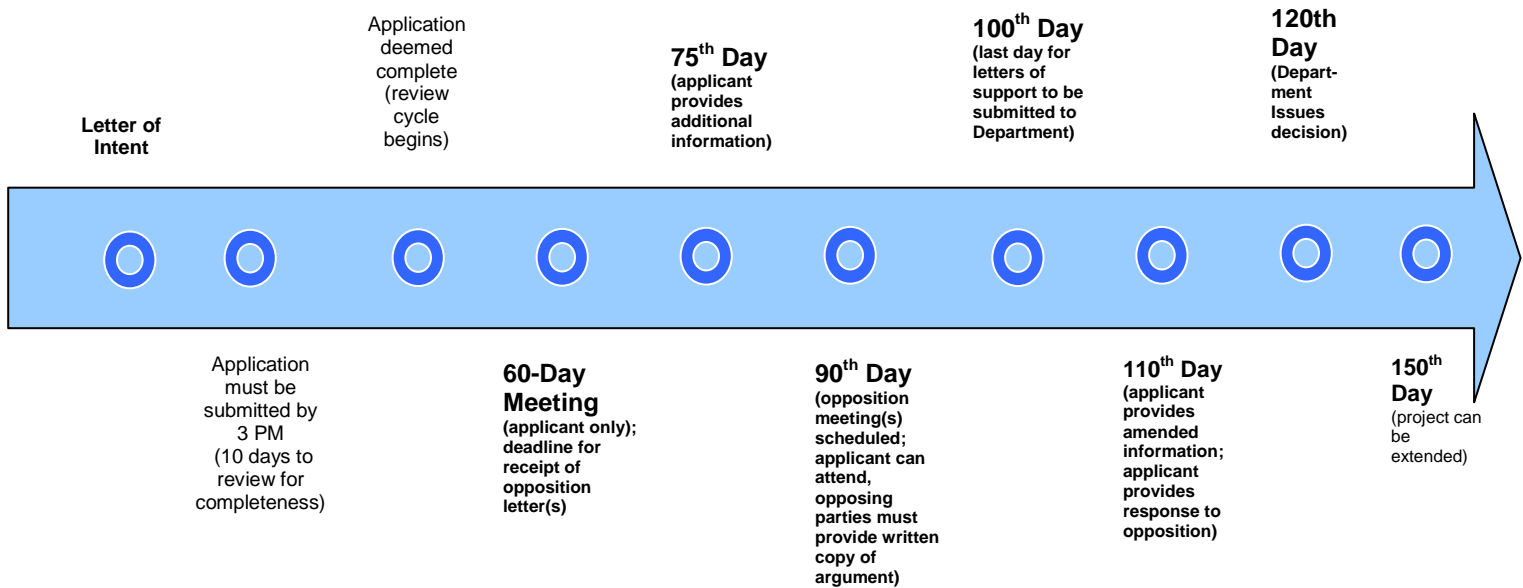 Letter of
Intent
Application
must be
submitted by
3 PM
(10 days to
review for
completeness)
Application
deemed
complete
(review
cycle
begins)
60-Day
Meeting
(applicant only);
deadline for
receipt of
opposition
letter(s)
75th Day
(applicant
provides
additional
information)
90th Day
(opposition
meeting(s)
scheduled;
applicant can
attend,
opposing
parties must
provide written
copy of
argument)
100th Day
(last day for
letters of
support to be
submitted to
Department)
110th Day
(applicant
provides
amended
information;
applicant
provides
response to
opposition)
120th
Day
(Depart-
ment
Issues
decision)
150th
Day
(project can
be
extended)